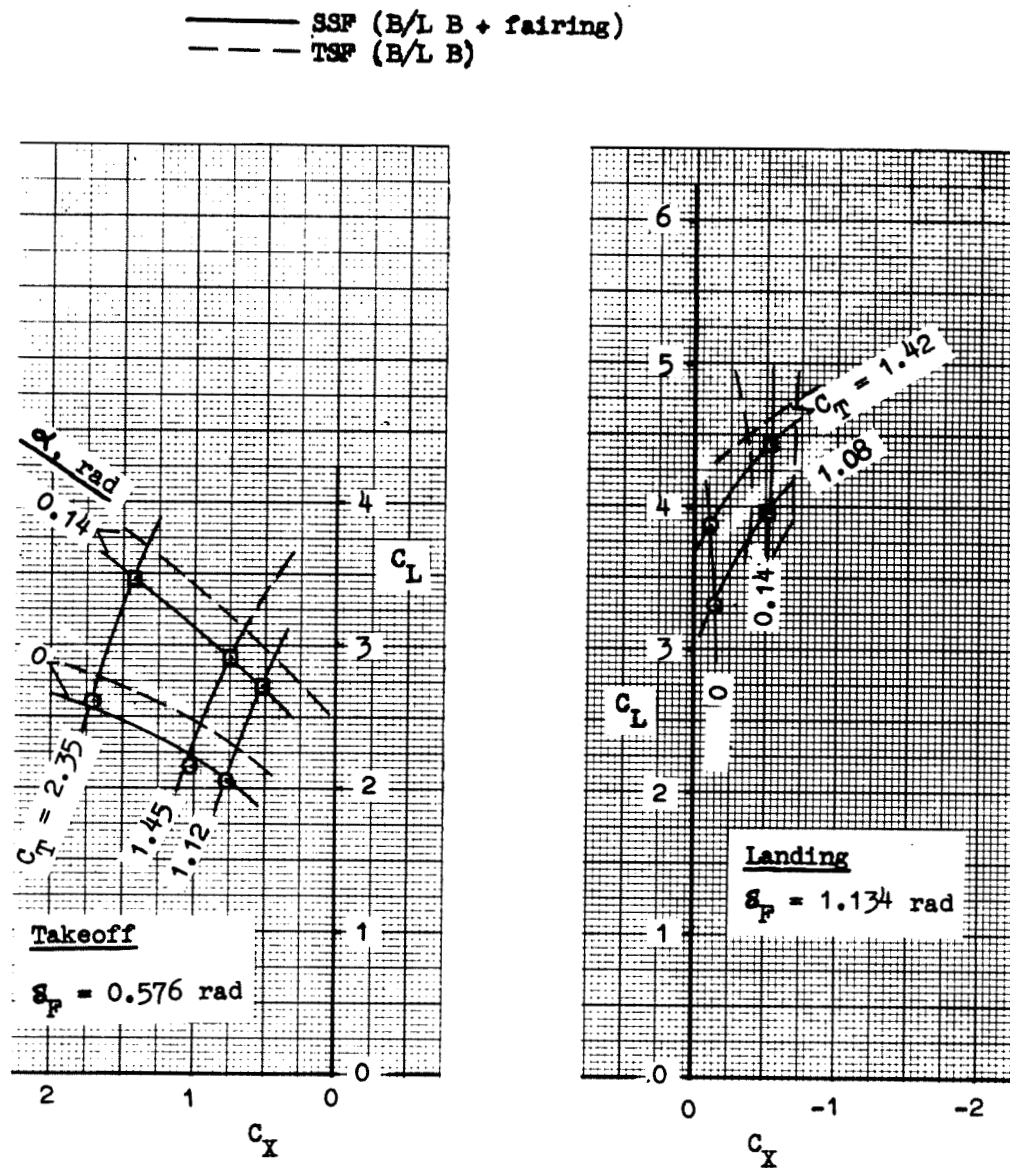 SSF (B/L B + fairing)
TSF (B/L B)
α, rad
0.14
0
C_T = 2.35
1.45
1.12
4
C_L
3
2
1
0
Takeoff
δ_F = 0.576 rad
2 1 0
C_X
6
5
4
3
C_L
2
1
.0
C_T = 1.42
1.08
0.14
0
Landing
δ_F = 1.134 rad
0 -1 -2
C_X